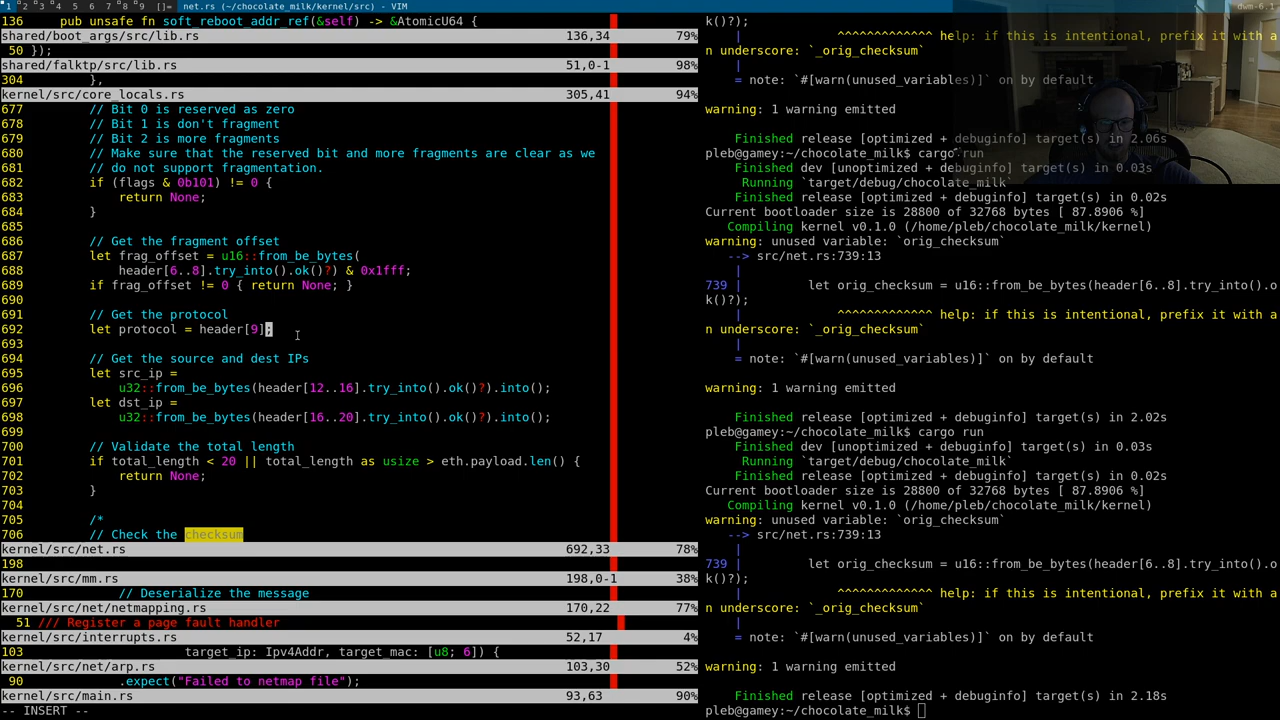 1 2 3 4 5 6 7 8 9 []= net.rs (~/chocolate_milk/kernel/src) - VIM dwm-6.1
136     pub unsafe fn soft_reboot_addr_ref(&self) -> &AtomicU64 {
shared/boot_args/src/lib.rs 136,34 79%
50 });
shared/falktp/src/lib.rs 51,0-1 98%
304         },
kernel/src/core_locals.rs 305,41 94%
677         // Bit 0 is reserved as zero
678         // Bit 1 is don't fragment
679         // Bit 2 is more fragments
680         // Make sure that the reserved bit and more fragments are clear as we
681         // do not support fragmentation.
682         if (flags & 0b101) != 0 {
683             return None;
684         }
685
686         // Get the fragment offset
687         let frag_offset = u16::from_be_bytes(
688             header[6..8].try_into().ok()?) & 0x1fff;
689         if frag_offset != 0 { return None; }
690
691         // Get the protocol
692         let protocol = header[9];
693
694         // Get the source and dest IPs
695         let src_ip =
696             u32::from_be_bytes(header[12..16].try_into().ok()?).into();
697         let dst_ip =
698             u32::from_be_bytes(header[16..20].try_into().ok()?).into();
699
700         // Validate the total length
701         if total_length < 20 || total_length as usize > eth.payload.len() {
702             return None;
703         }
704
705         /*
706         // Check the checksum
kernel/src/net.rs 692,33 78%
198
kernel/src/mm.rs 198,0-1 38%
170             // Deserialize the message
kernel/src/net/netmapping.rs 170,22 77%
51 /// Register a page fault handler
kernel/src/interrupts.rs 52,17 4%
103                     target_ip: Ipv4Addr, target_mac: [u8; 6]) {
kernel/src/net/arp.rs 103,30 52%
90             .expect("Failed to netmap file");
kernel/src/main.rs 93,63 90%
-- INSERT --
k()?);
    |             ^^^^^^^^^^^^^ help: if this is intentional, prefix it with a
n underscore: `_orig_checksum`
    |
    = note: `#[warn(unused_variables)]` on by default

warning: 1 warning emitted

    Finished release [optimized + debuginfo] target(s) in 2.06s
pleb@gamey:~/chocolate_milk$ cargo run
    Finished dev [unoptimized + debuginfo] target(s) in 0.03s
     Running `target/debug/chocolate_milk`
    Finished release [optimized + debuginfo] target(s) in 0.02s
Current bootloader size is 28800 of 32768 bytes [ 87.8906 %]
   Compiling kernel v0.1.0 (/home/pleb/chocolate_milk/kernel)
warning: unused variable: `orig_checksum`
   --> src/net.rs:739:13
    |
739 |         let orig_checksum = u16::from_be_bytes(header[6..8].try_into().o
k()?);
    |             ^^^^^^^^^^^^^ help: if this is intentional, prefix it with a
n underscore: `_orig_checksum`
    |
    = note: `#[warn(unused_variables)]` on by default

warning: 1 warning emitted

    Finished release [optimized + debuginfo] target(s) in 2.02s
pleb@gamey:~/chocolate_milk$ cargo run
    Finished dev [unoptimized + debuginfo] target(s) in 0.03s
     Running `target/debug/chocolate_milk`
    Finished release [optimized + debuginfo] target(s) in 0.02s
Current bootloader size is 28800 of 32768 bytes [ 87.8906 %]
   Compiling kernel v0.1.0 (/home/pleb/chocolate_milk/kernel)
warning: unused variable: `orig_checksum`
   --> src/net.rs:739:13
    |
739 |         let orig_checksum = u16::from_be_bytes(header[6..8].try_into().o
k()?);
    |             ^^^^^^^^^^^^^ help: if this is intentional, prefix it with a
n underscore: `_orig_checksum`
    |
    = note: `#[warn(unused_variables)]` on by default

warning: 1 warning emitted

    Finished release [optimized + debuginfo] target(s) in 2.18s
pleb@gamey:~/chocolate_milk$